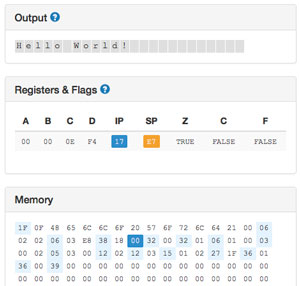 Output ?
Hello World!
Registers & Flags ?
A B C D IP SP Z C F
00 00 0E F4 17 E7 TRUE FALSE FALSE
Memory
1F 0F 48 65 6C 6C 6F 20 57 6F 72 6C 64 21 00 06
02 02 06 03 E8 38 18 00 32 00 32 01 06 01 00 03
00 02 05 03 00 12 02 12 03 15 01 02 27 1F 36 01
36 00 39 00 00 00 00 00 00 00 00 00 00 00 00 00
00 00 00 00 00 00 00 00 00 00 00 00 00 00 00 00